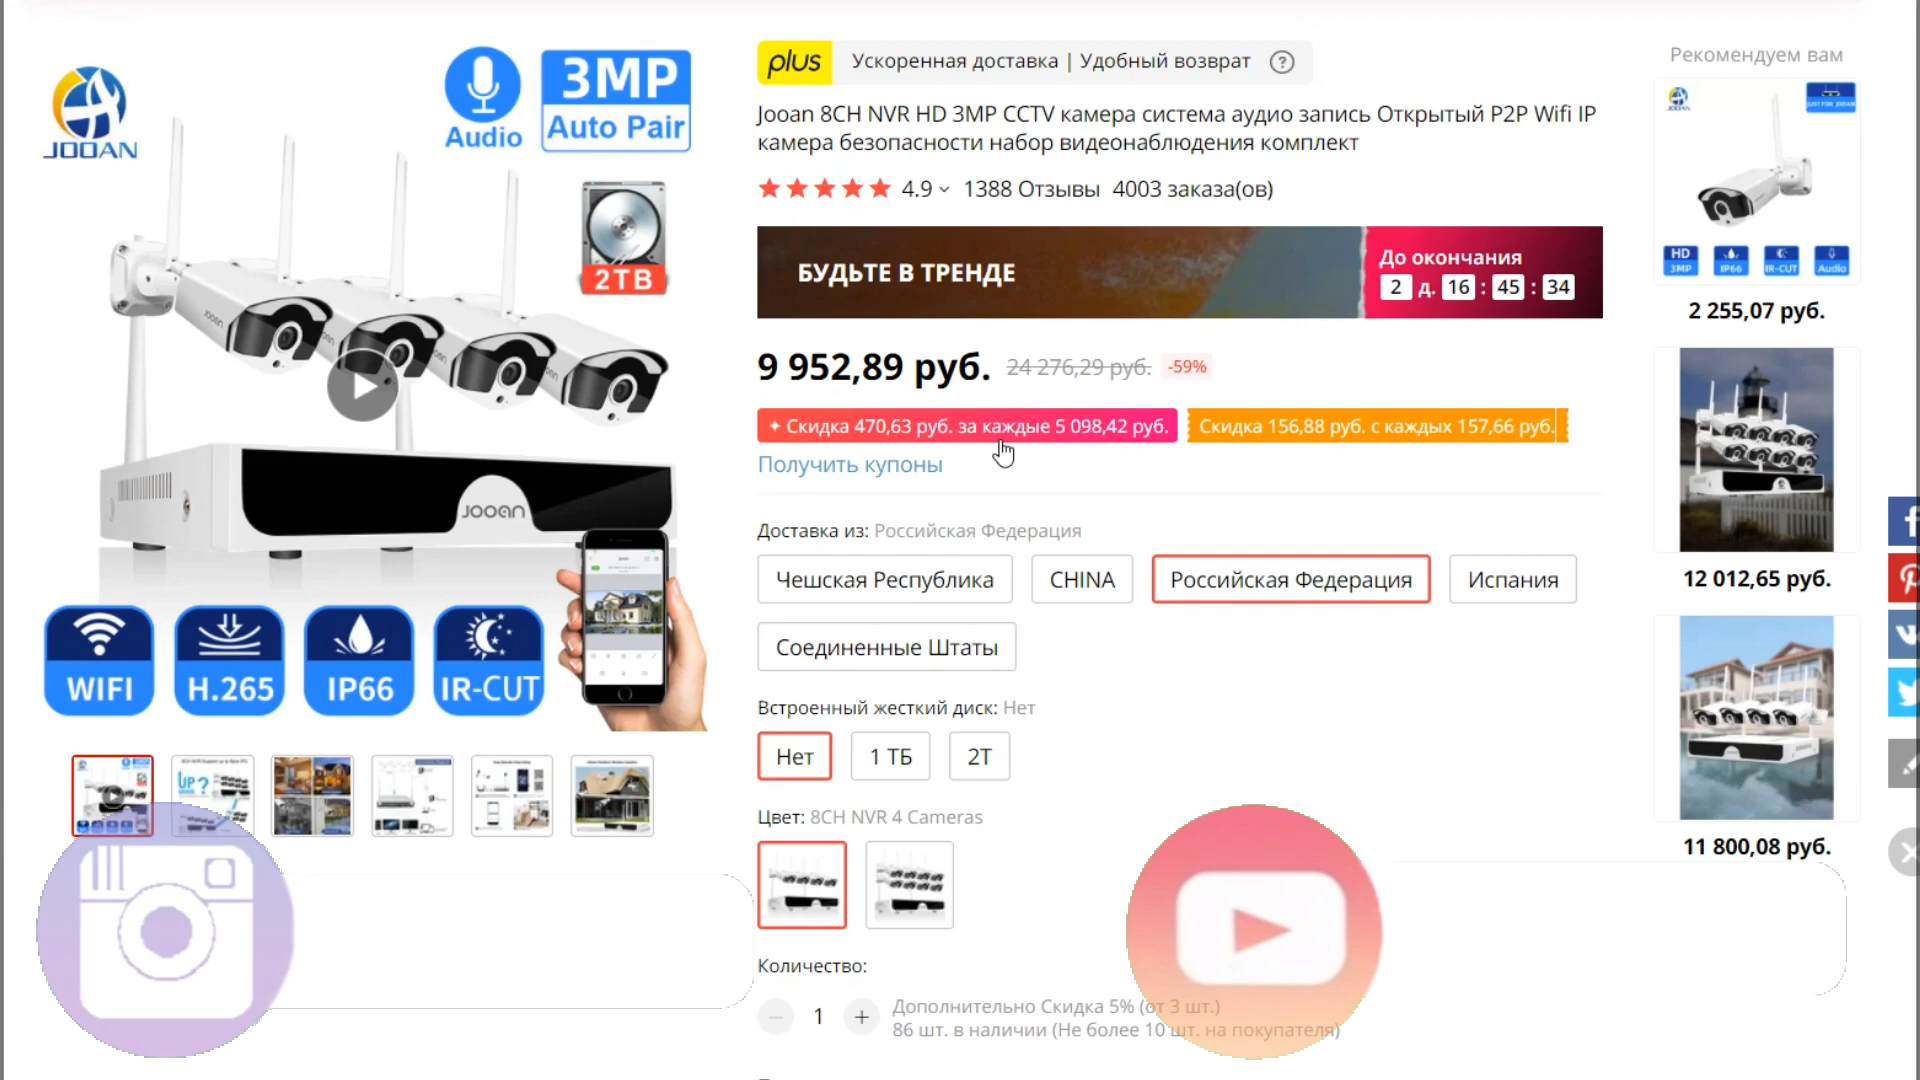 JOOAN
Audio
3MP
Auto Pair
2TB
jooan
WIFI
H.265
IP66
IR-CUT
plus
Ускоренная доставка | Удобный возврат ?
Jooan 8CH NVR HD 3MP CCTV камера система аудио запись Открытый P2P Wifi IP
камера безопасности набор видеонаблюдения комплект
4.9 1388 Отзывы 4003 заказа(ов)
БУДЬТЕ В ТРЕНДЕ
До окончания
2 д. 16 : 45 : 34
9 952,89 руб. 24 276,29 руб. -59%
Скидка 470,63 руб. за каждые 5 098,42 руб. Скидка 156,88 руб. с каждых 157,66 руб.
Получить купоны
Доставка из: Российская Федерация
Чешская Республика CHINA Российская Федерация Испания
Соединенные Штаты
Встроенный жесткий диск: Нет
Нет 1 ТБ 2Т
Цвет: 8CH NVR 4 Cameras
Количество:
1
Дополнительно Скидка 5% (от 3 шт.)
86 шт. в наличии (Не более 10 шт. на покупателя)
Рекомендуем вам
JOOAN
JUST FOR JOOAN
HD
3MP
IP66
IR-CUT
Audio
2 255,07 руб.
12 012,65 руб.
11 800,08 руб.